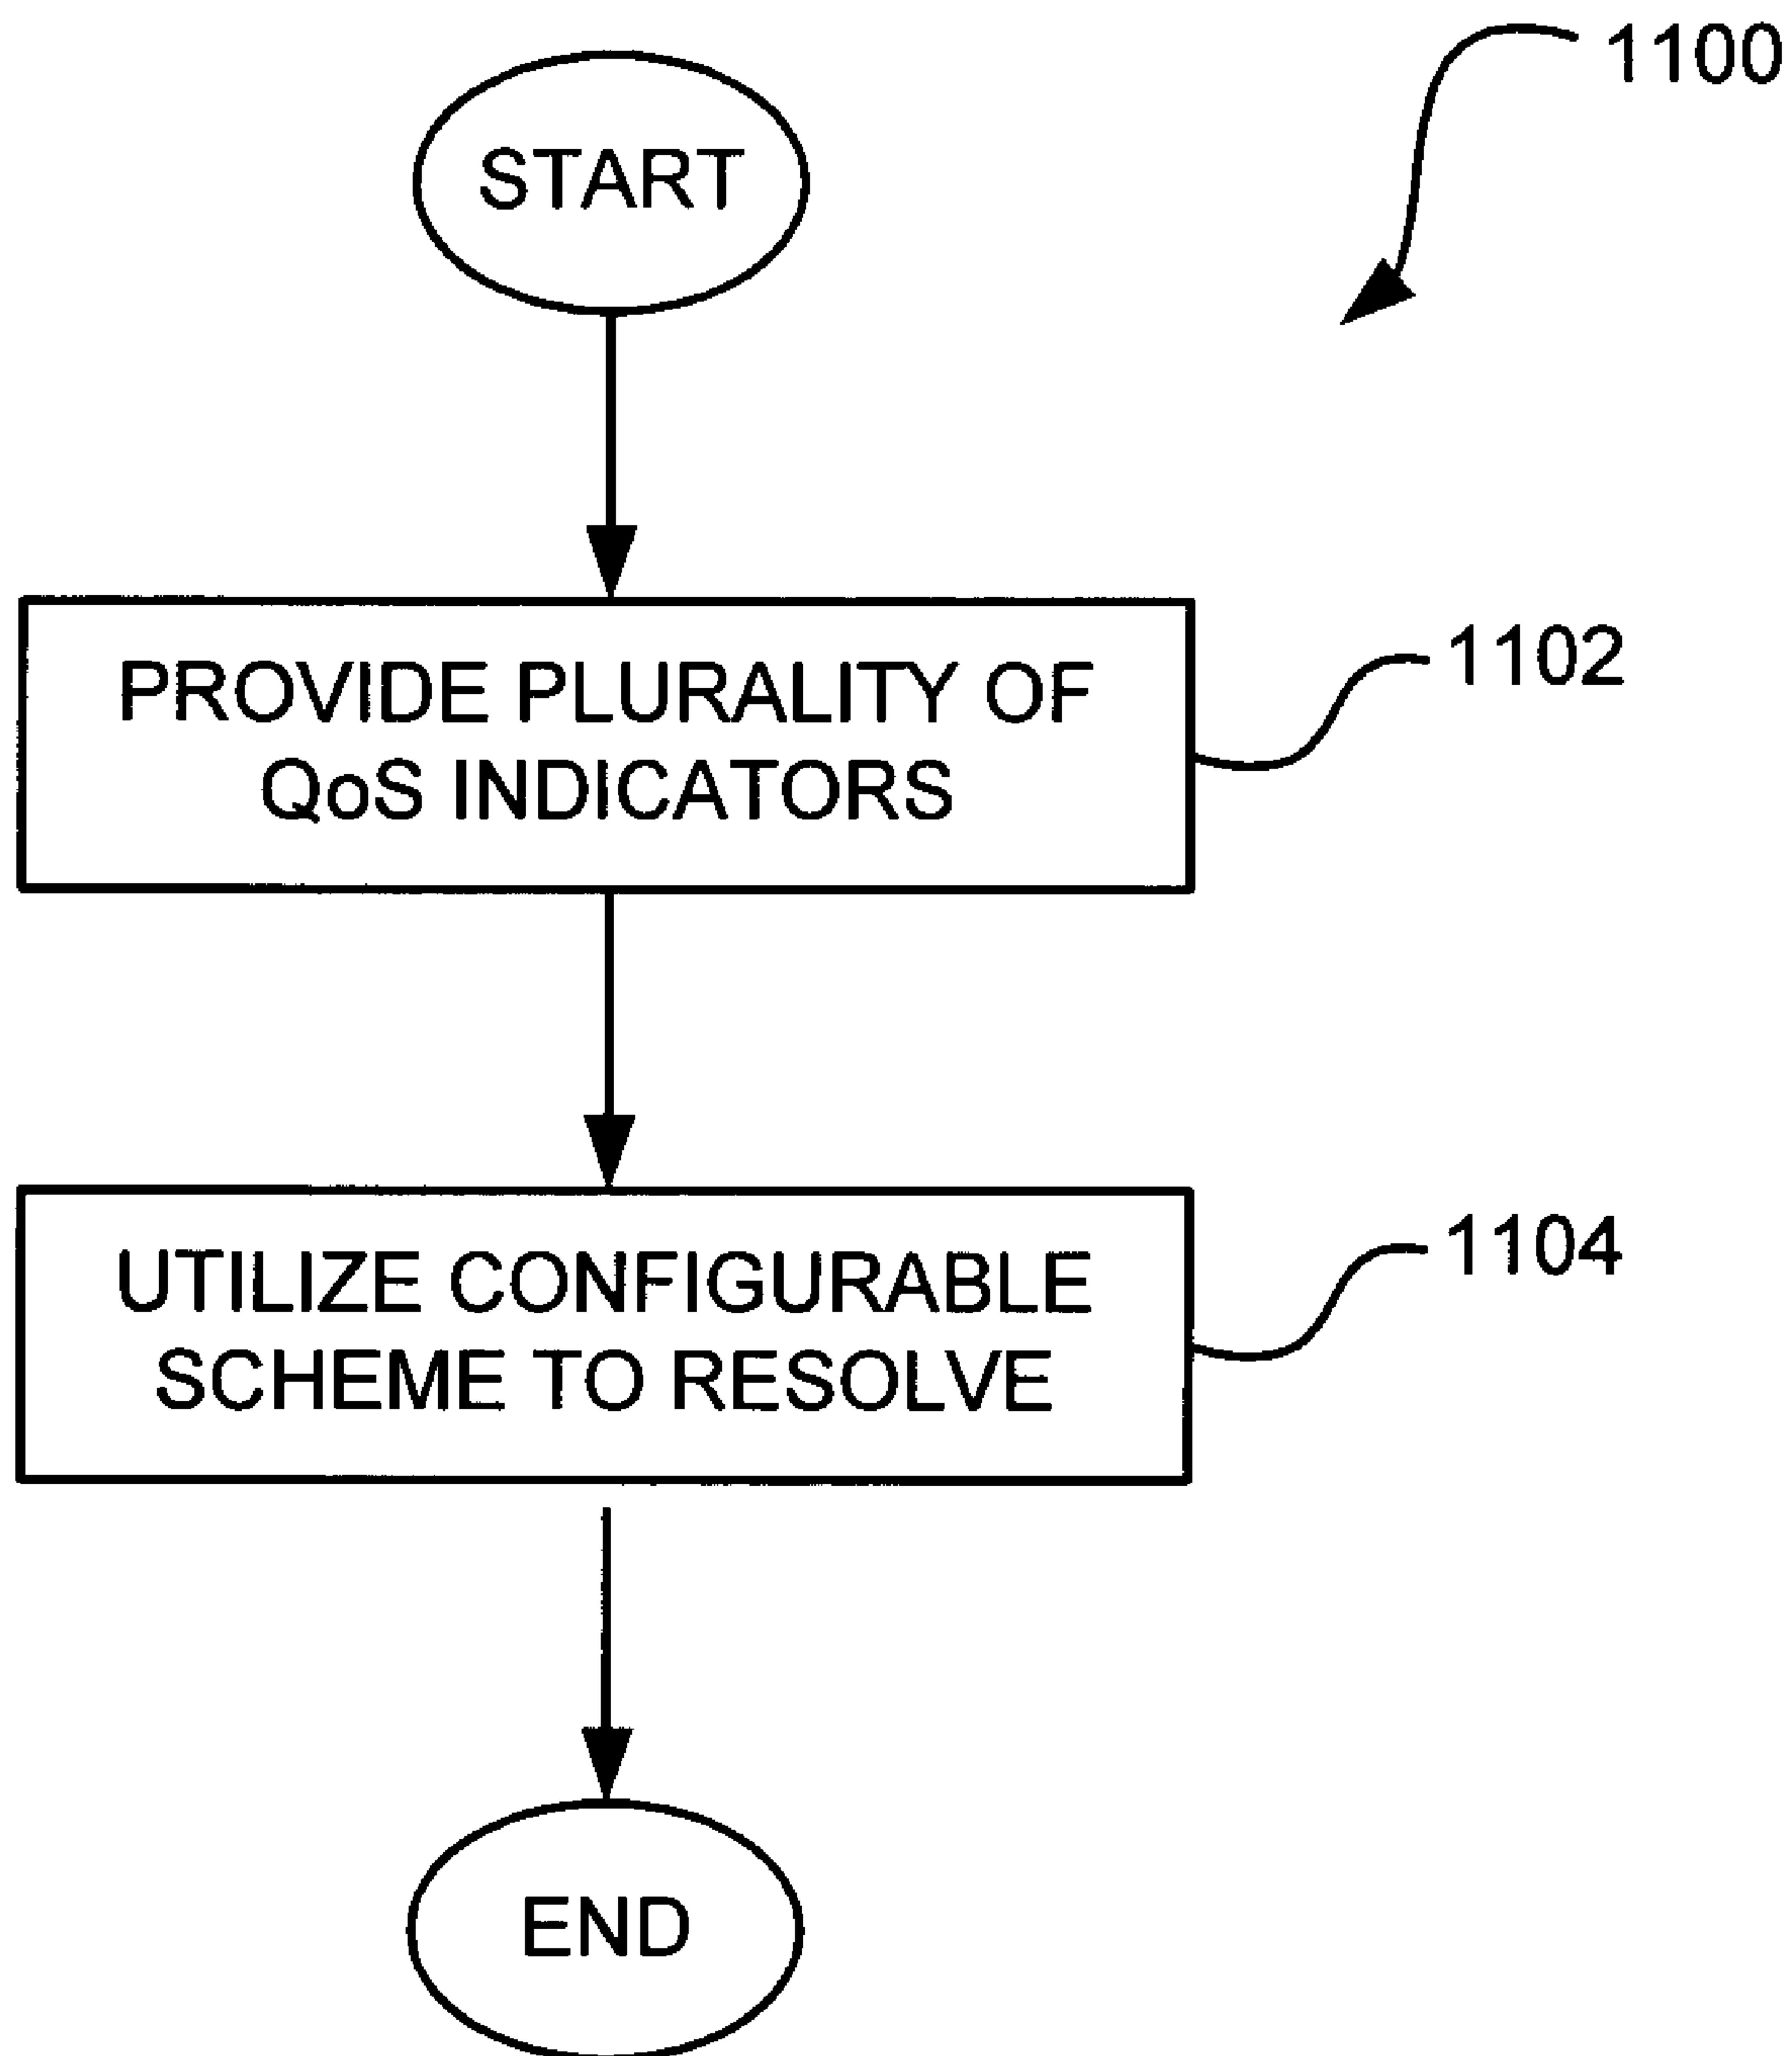 1100
START
PROVIDE PLURALITY OF
QoS INDICATORS
1102
UTILIZE CONFIGURABLE
SCHEME TO RESOLVE
1104
END